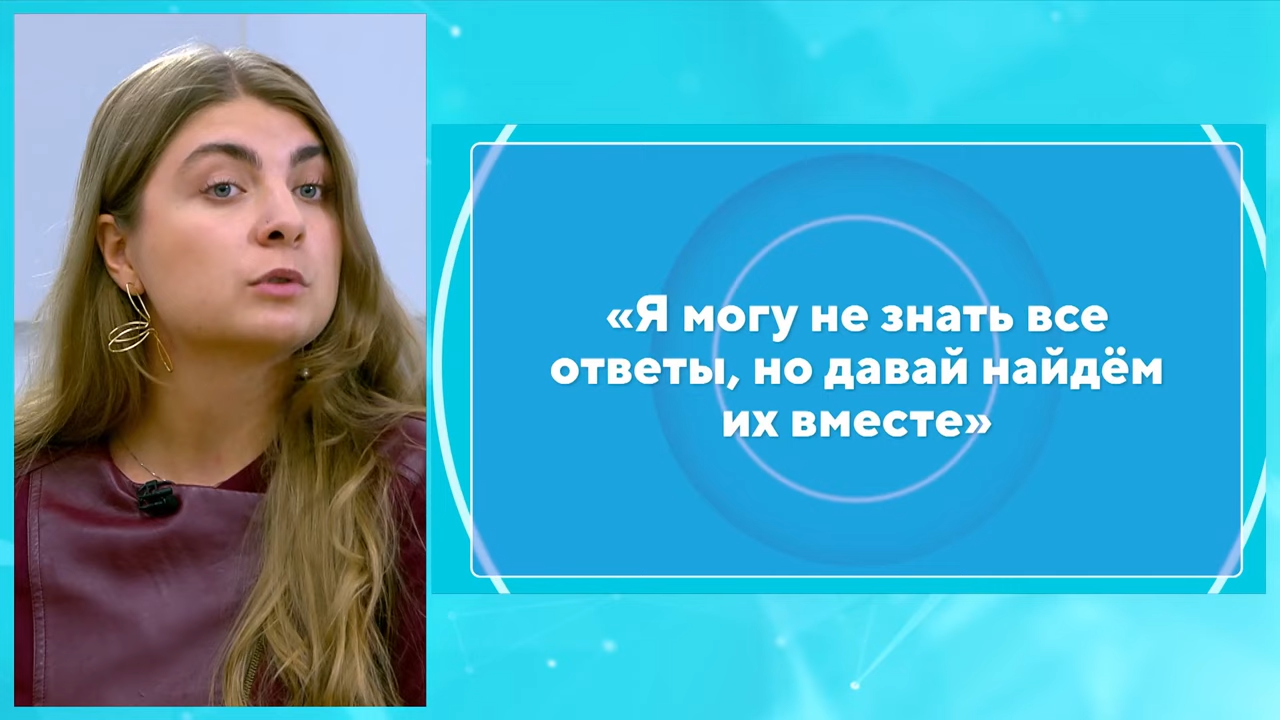 «Я могу не знать все
ответы, но давай найдём
их вместе»